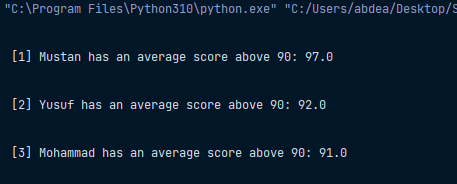 "C:\Program Files\Python310\python.exe" "C:/Users/abdea/Desktop/
[1] Mustan has an average score above 90: 97.0
[2] Yusuf has an average score above 90: 92.0
[3] Mohammad has an average score above 90: 91.0